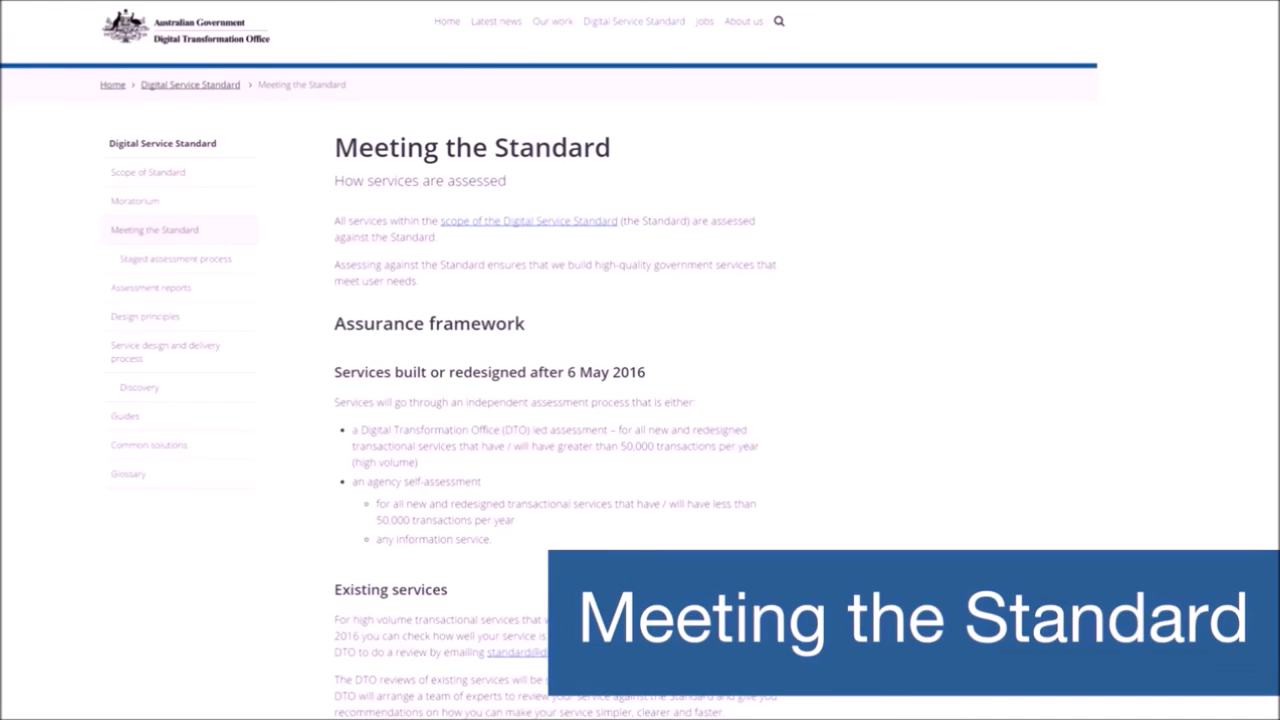 Australian Government
Digital Transformation Office
Home Latest news Our work Digital Service Standard Jobs About us
Home > Digital Service Standard > Meeting the Standard
Digital Service Standard
Scope of Standard
Moratorium
Meeting the Standard
Staged assessment process
Assessment reports
Design principles
Service design and delivery
process
Discovery
Guides
Common solutions
Glossary
Meeting the Standard
How services are assessed
All services within the scope of the Digital Service Standard (the Standard) are assessed
against the Standard.
Assessing against the Standard ensures that we build high-quality government services that
meet user needs.
Assurance framework
Services built or redesigned after 6 May 2016
Services will go through an independent assessment process that is either:
• a Digital Transformation Office (DTO) led assessment – for all new and redesigned
transactional services that have / will have greater than 50,000 transactions per year
(high volume)
• an agency self-assessment
◦ for all new and redesigned transactional services that have / will have less than
50,000 transactions per year
◦ any information service.
Existing services
For high volume transactional services that
2016 you can check how well your service is
DTO to do a review by emailing
The DTO reviews of existing services will be
DTO will arrange a team of experts to review your service against the Standard and give you
recommendations on how you can make your service simpler, clearer and faster.
Meeting the Standard